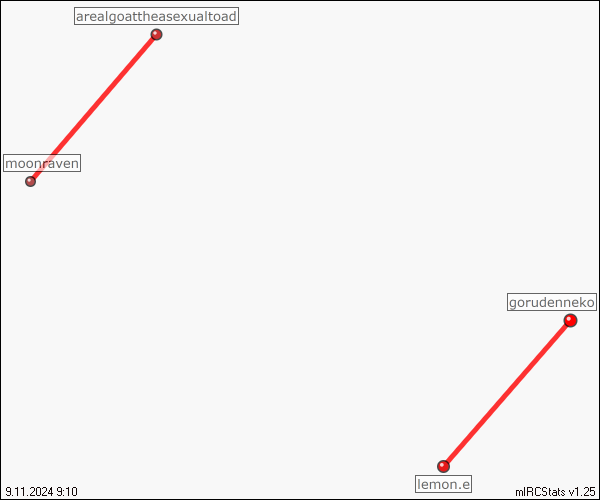 arealgoattheasexualtoad
moonraven
gorudenneko
lemon.e
9.11.2024 9:10
mIRCStats v1.25